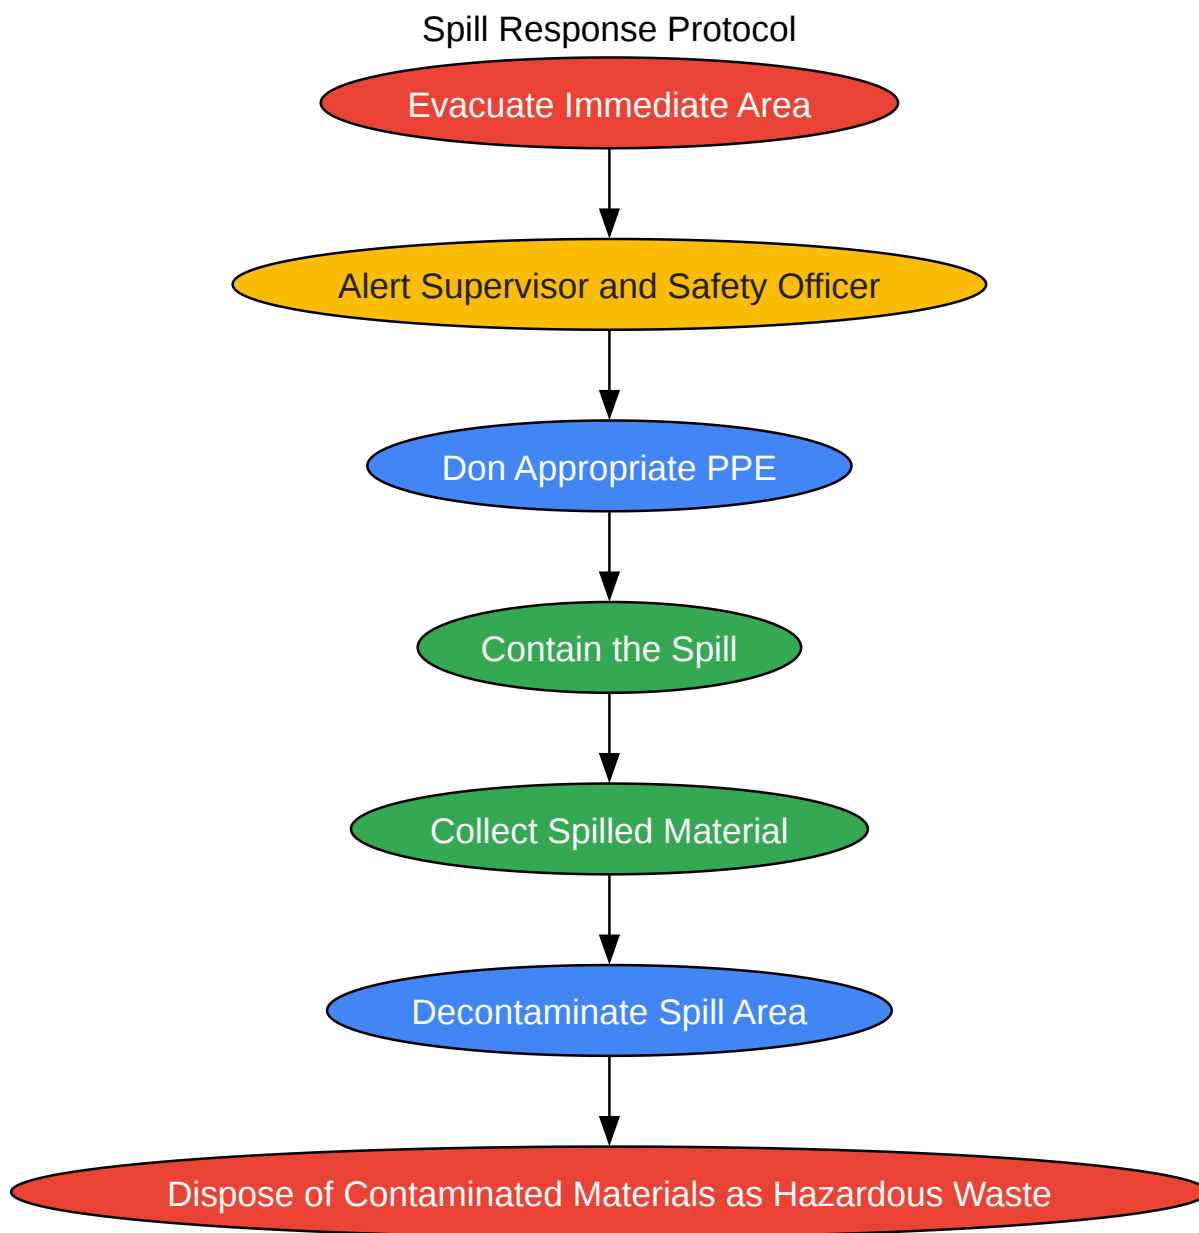 Spill Response Protocol
Evacuate Immediate Area
Alert Supervisor and Safety Officer
Don Appropriate PPE
Contain the Spill
Collect Spilled Material
Decontaminate Spill Area
Dispose of Contaminated Materials as Hazardous Waste